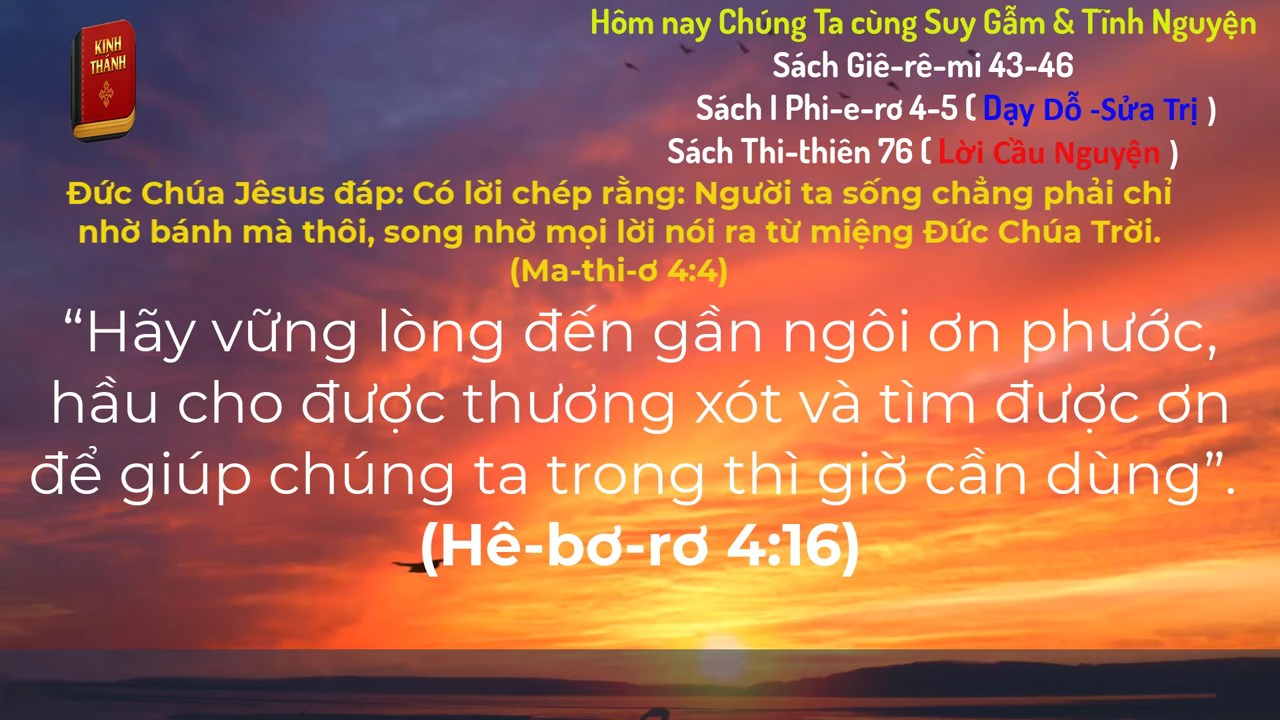 KINH
THÁNH
Hôm nay Chúng Ta cùng Suy Gẫm & Tĩnh Nguyện
Sách Giê-rê-mi 43-46
Sách I Phi-e-rơ 4-5 ( Dạy Dỗ -Sửa Trị )
Sách Thi-thiên 76 ( Lời Cầu Nguyện )
Đức Chúa Jêsus đáp: Có lời chép rằng: Người ta sống chẳng phải chỉ
nhờ bánh mà thôi, song nhờ mọi lời nói ra từ miệng Đức Chúa Trời.
(Ma-thi-ơ 4:4)
“Hãy vững lòng đến gần ngôi ơn phước,
hầu cho được thương xót và tìm được ơn
để giúp chúng ta trong thì giờ cần dùng”.
(Hê-bơ-rơ 4:16)